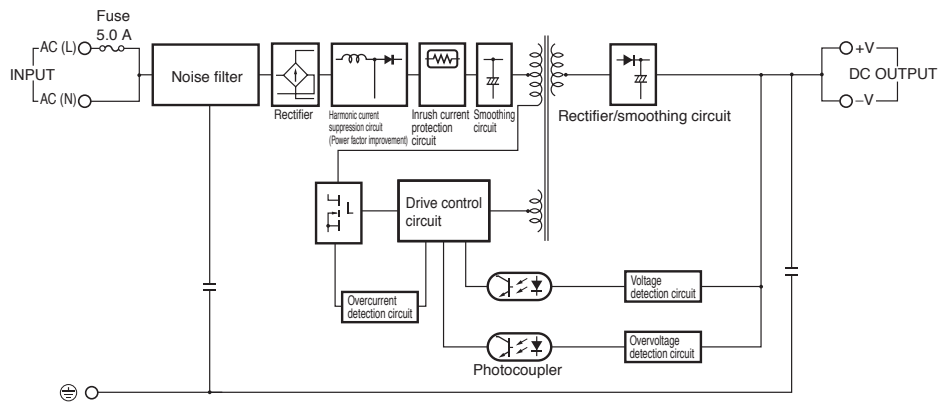 Fuse
5.0 A
AC (L)
INPUT
AC (N)
Noise filter
Rectifier
Harmonic current
suppression circuit
(Power factor improvement)
Inrush current
protection
circuit
Smoothing
circuit
Rectifier/smoothing circuit
+V
DC OUTPUT
–V
Drive control
circuit
Overcurrent
detection circuit
Voltage
detection circuit
Overvoltage
detection circuit
Photocoupler